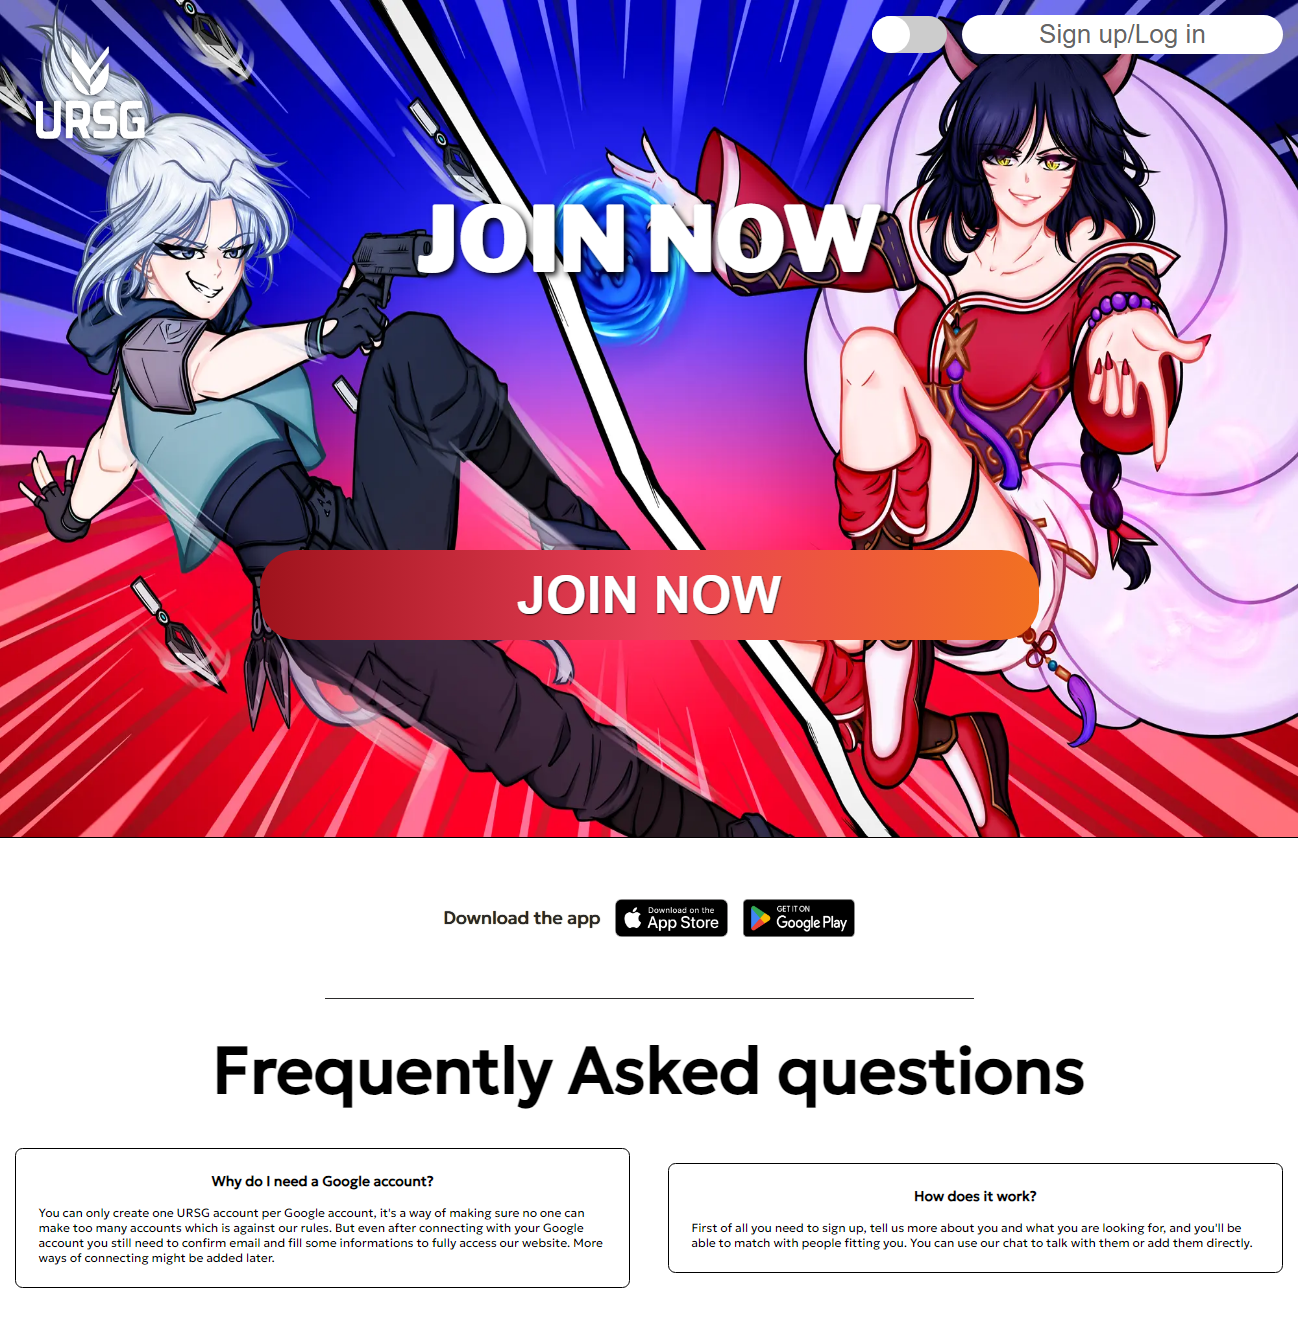 URSG
Sign up/Log in
JOIN NOW
JOIN NOW
Download the app
Download on the
App Store
GET IT ON
Google Play
Frequently Asked questions
Why do I need a Google account?
You can only create one URSG account per Google account, it's a way of making sure no one can
make too many accounts which is against our rules. But even after connecting with your Google
account you still need to confirm email and fill some informations to fully access our website. More
ways of connecting might be added later.
How does it work?
First of all you need to sign up, tell us more about you and what you are looking for, and you'll be
able to match with people fitting you. You can use our chat to talk with them or add them directly.